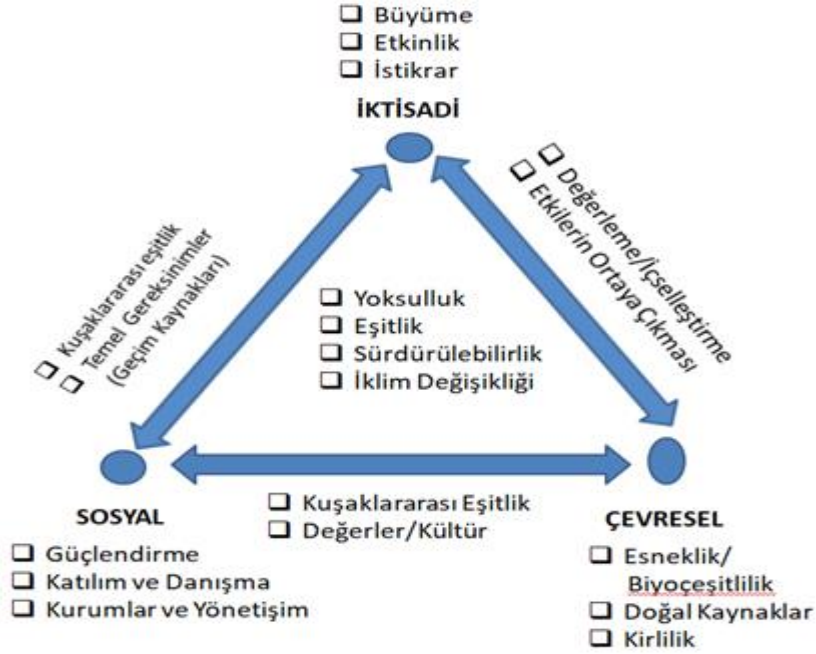 ❑ Büyüme
❑ Etkinlik
❑ İstikrar
İKTİSADİ
❑ Kuşaklararası eşitlik
❑ Temel Gereksinimler
(Geçim Kaynakları)
❑ Değerleme/İçselleştirme
❑ Etkilerin Ortaya Çıkması
❑ Yoksulluk
❑ Eşitlik
❑ Sürdürülebilirlik
❑ İklim Değişikliği
❑ Kuşaklararası Eşitlik
❑ Değerler/Kültür
SOSYAL
❑ Güçlendirme
❑ Katılım ve Danışma
❑ Kurumlar ve Yönetişim
ÇEVRESEL
❑ Esneklik/
Biyoçeşitlilik
❑ Doğal Kaynaklar
❑ Kirlilik